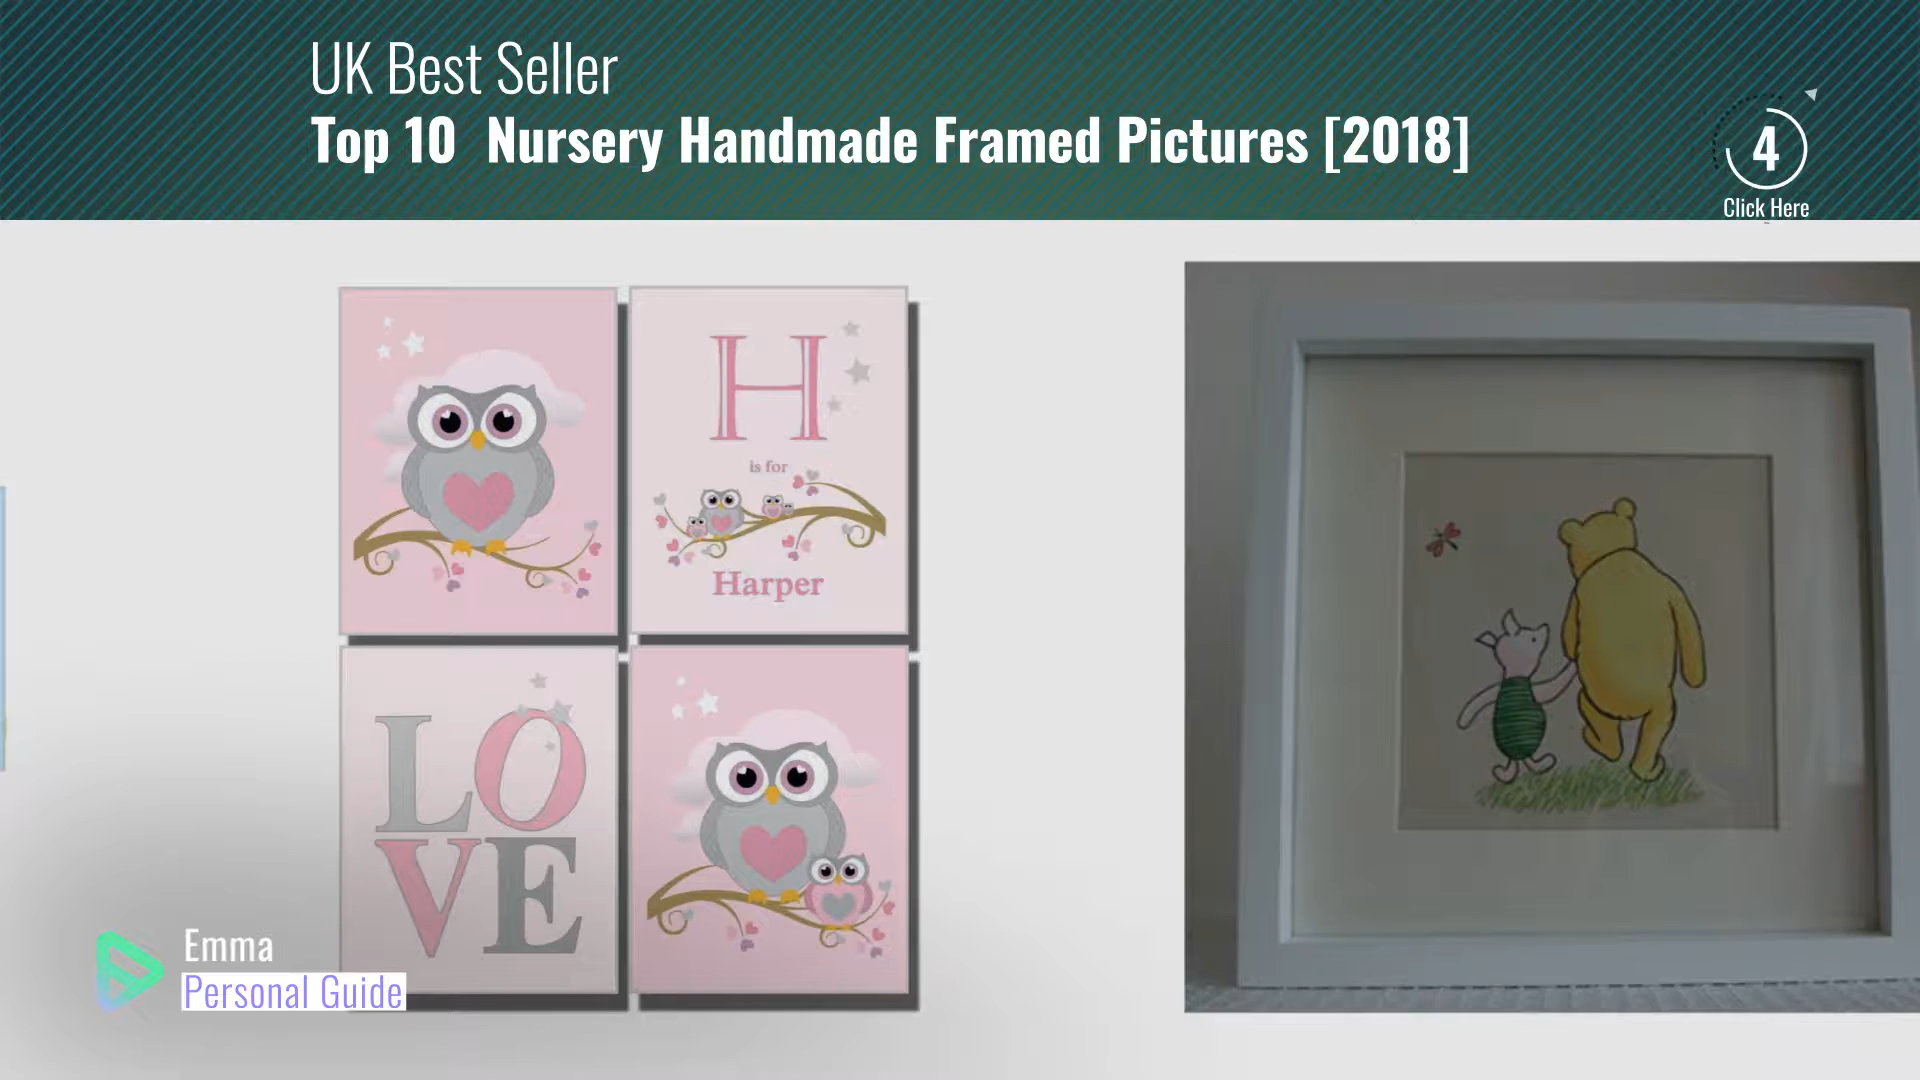 UK Best Seller
Top 10 Nursery Handmade Framed Pictures [2018]
4
Click Here
H
is for
Harper
LO
VE
Emma
Personal Guide